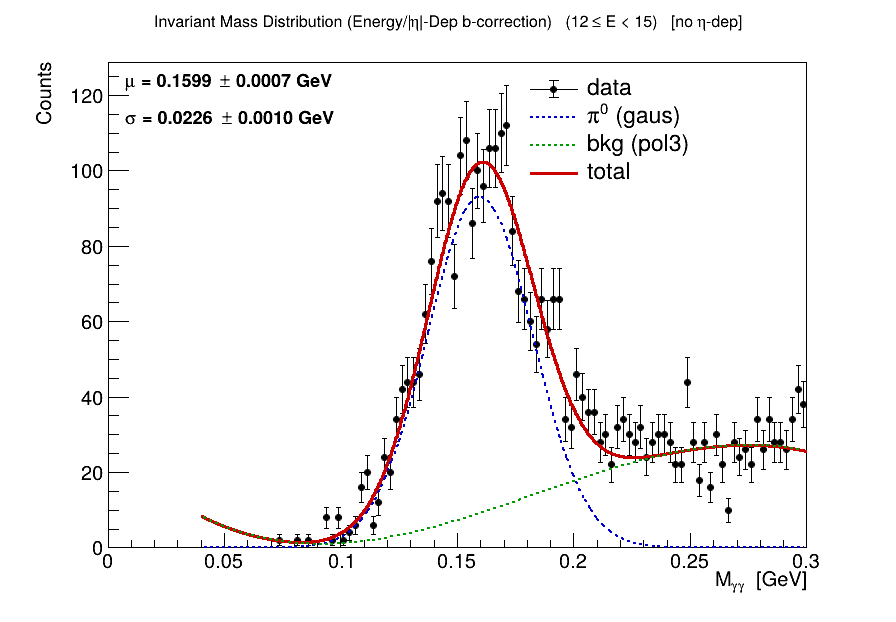 Invariant Mass Distribution (Energy/|η|-Dep b-correction) (12 ≤ E < 15) [no η-dep]
Counts
μ = 0.1599 ± 0.0007 GeV
σ = 0.0226 ± 0.0010 GeV
data
π⁰ (gaus)
bkg (pol3)
total
120
100
80
60
40
20
0
0 0.05 0.1 0.15 0.2 0.25 0.3
Mγγ [GeV]